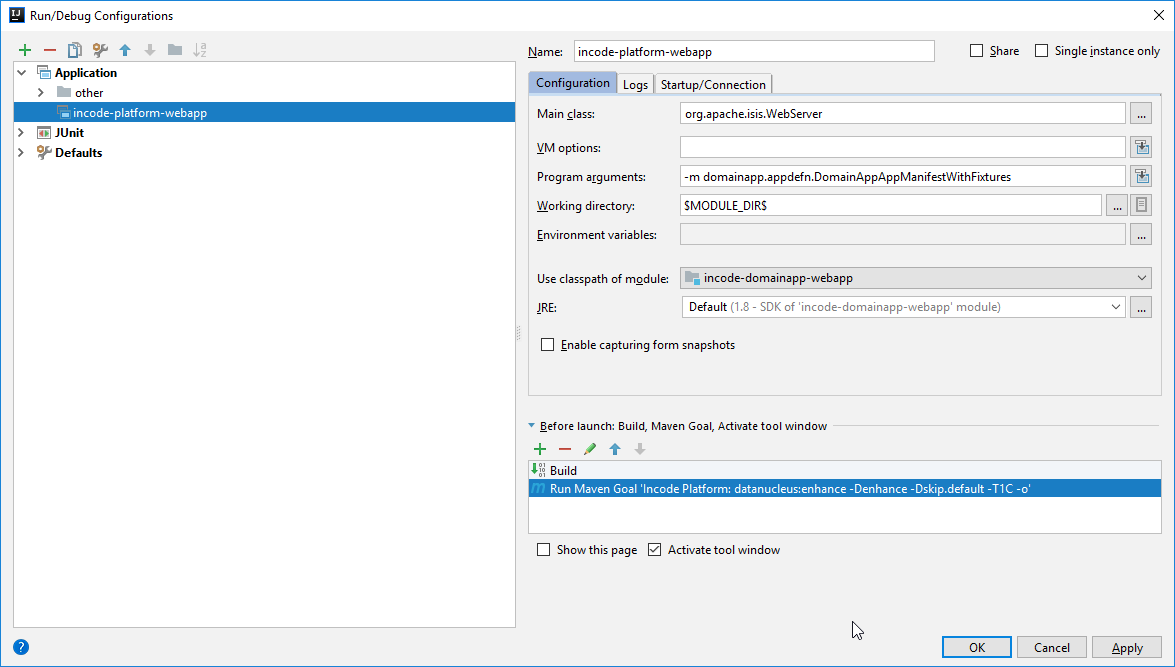 Run/Debug Configurations
Name: incode-platform-webapp Share Single instance only
Application
other
incode-platform-webapp
JUnit
Defaults
Configuration Logs Startup/Connection
Main class: org.apache.isis.WebServer ...
VM options:
Program arguments: -m domainapp.appdefn.DomainAppAppManifestWithFixtures
Working directory: $MODULE_DIR$ ...
Environment variables: ...
Use classpath of module: incode-domainapp-webapp
JRE: Default (1.8 - SDK of 'incode-domainapp-webapp' module) ...
Enable capturing form snapshots
Before launch: Build, Maven Goal, Activate tool window
Build
Run Maven Goal 'Incode Platform: datanucleus:enhance -Denhance -Dskip.default -T1C -o'
Show this page Activate tool window
? OK Cancel Apply